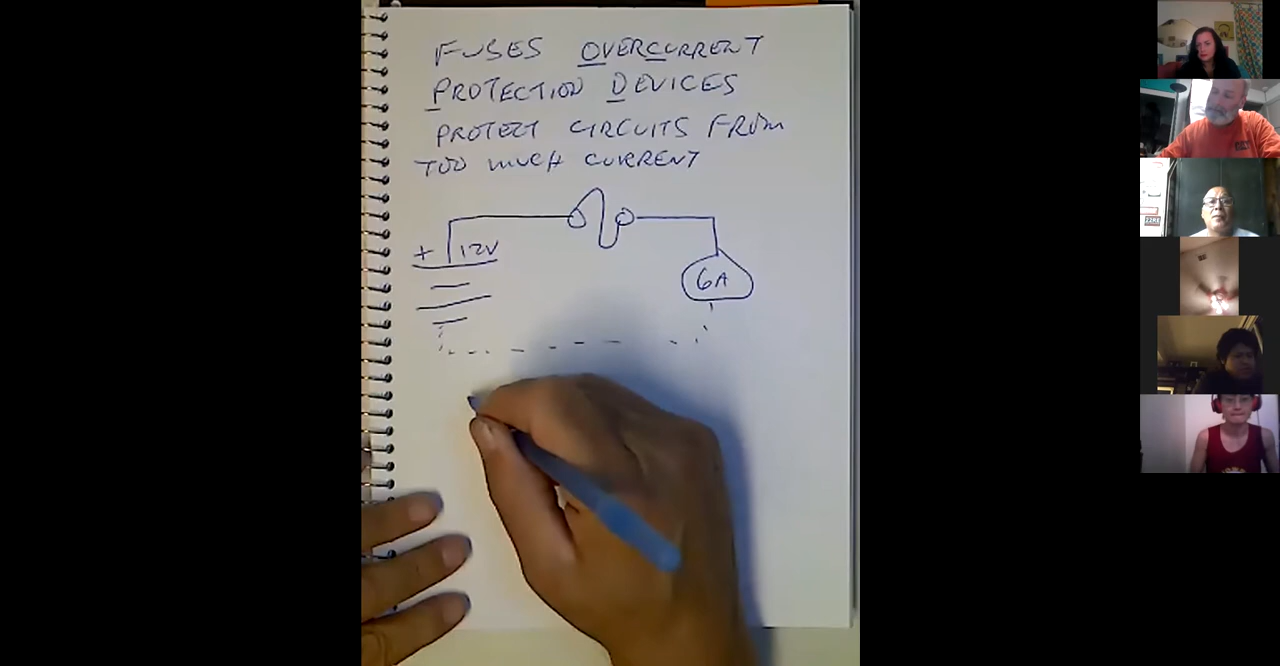 FUSES OVERCURRENT
PROTECTION DEVICES
PROTECT CIRCUITS FROM
TOO MUCH CURRENT
+ 12V
6A